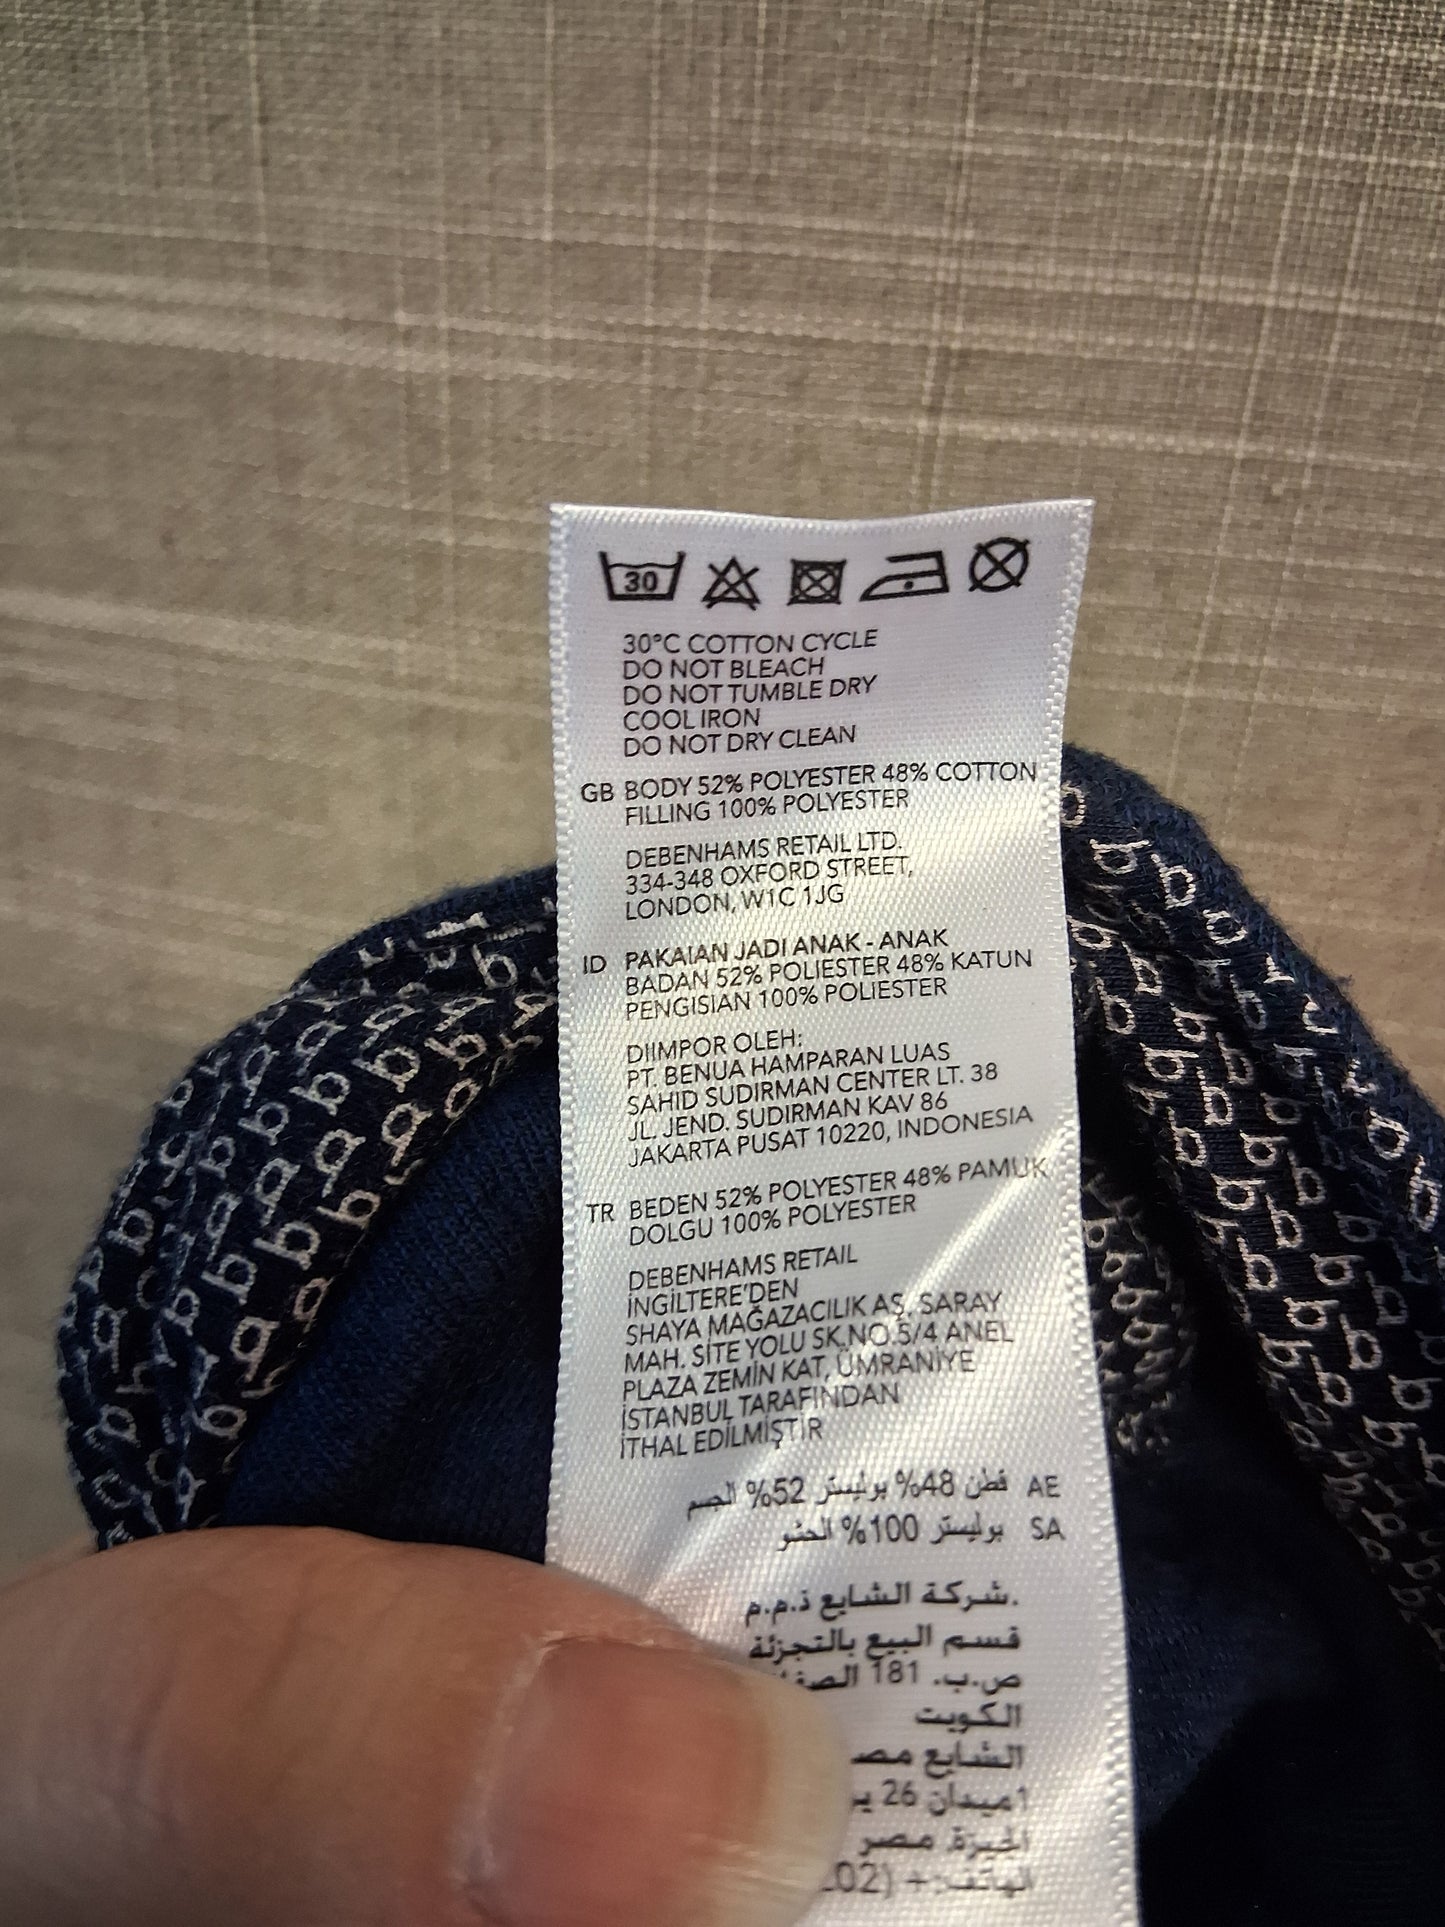 30
30°C COTTON CYCLE
DO NOT BLEACH
DO NOT TUMBLE DRY
COOL IRON
DO NOT DRY CLEAN
GB BODY 52% POLYESTER 48% COTTON
FILLING 100% POLYESTER
DEBENHAMS RETAIL LTD.
334-348 OXFORD STREET,
LONDON, W1C 1JG
ID PAKAIAN JADI ANAK - ANAK
BADAN 52% POLIESTER 48% KATUN
PENGISIAN 100% POLIESTER
DIIMPOR OLEH:
PT. BENUA HAMPARAN LUAS
SAHID SUDIRMAN CENTER LT. 38
JL. JEND. SUDIRMAN KAV 86
JAKARTA PUSAT 10220, INDONESIA
TR BEDEN 52% POLYESTER 48% PAMUK
DOLGU 100% POLYESTER
DEBENHAMS RETAIL
İNGİLTERE'DEN
SHAYA MAĞAZACILIK AŞ, SARAY
MAH. SİTE YOLU SK.NO.5/4 ANEL
PLAZA ZEMİN KAT, ÜMRANİYE
İSTANBUL TARAFINDAN
İTHAL EDİLMİŞTİR
AE قطن 48% بوليستر 52% الجسم
SA بوليستر 100% الحشو
شركة الشايع ذ.م.م.
قسم البيع بالتجزئة
ص.ب. 181
الكويت
الشايع
1ميدان 26
الجيزة. مصر
الهاتف:+